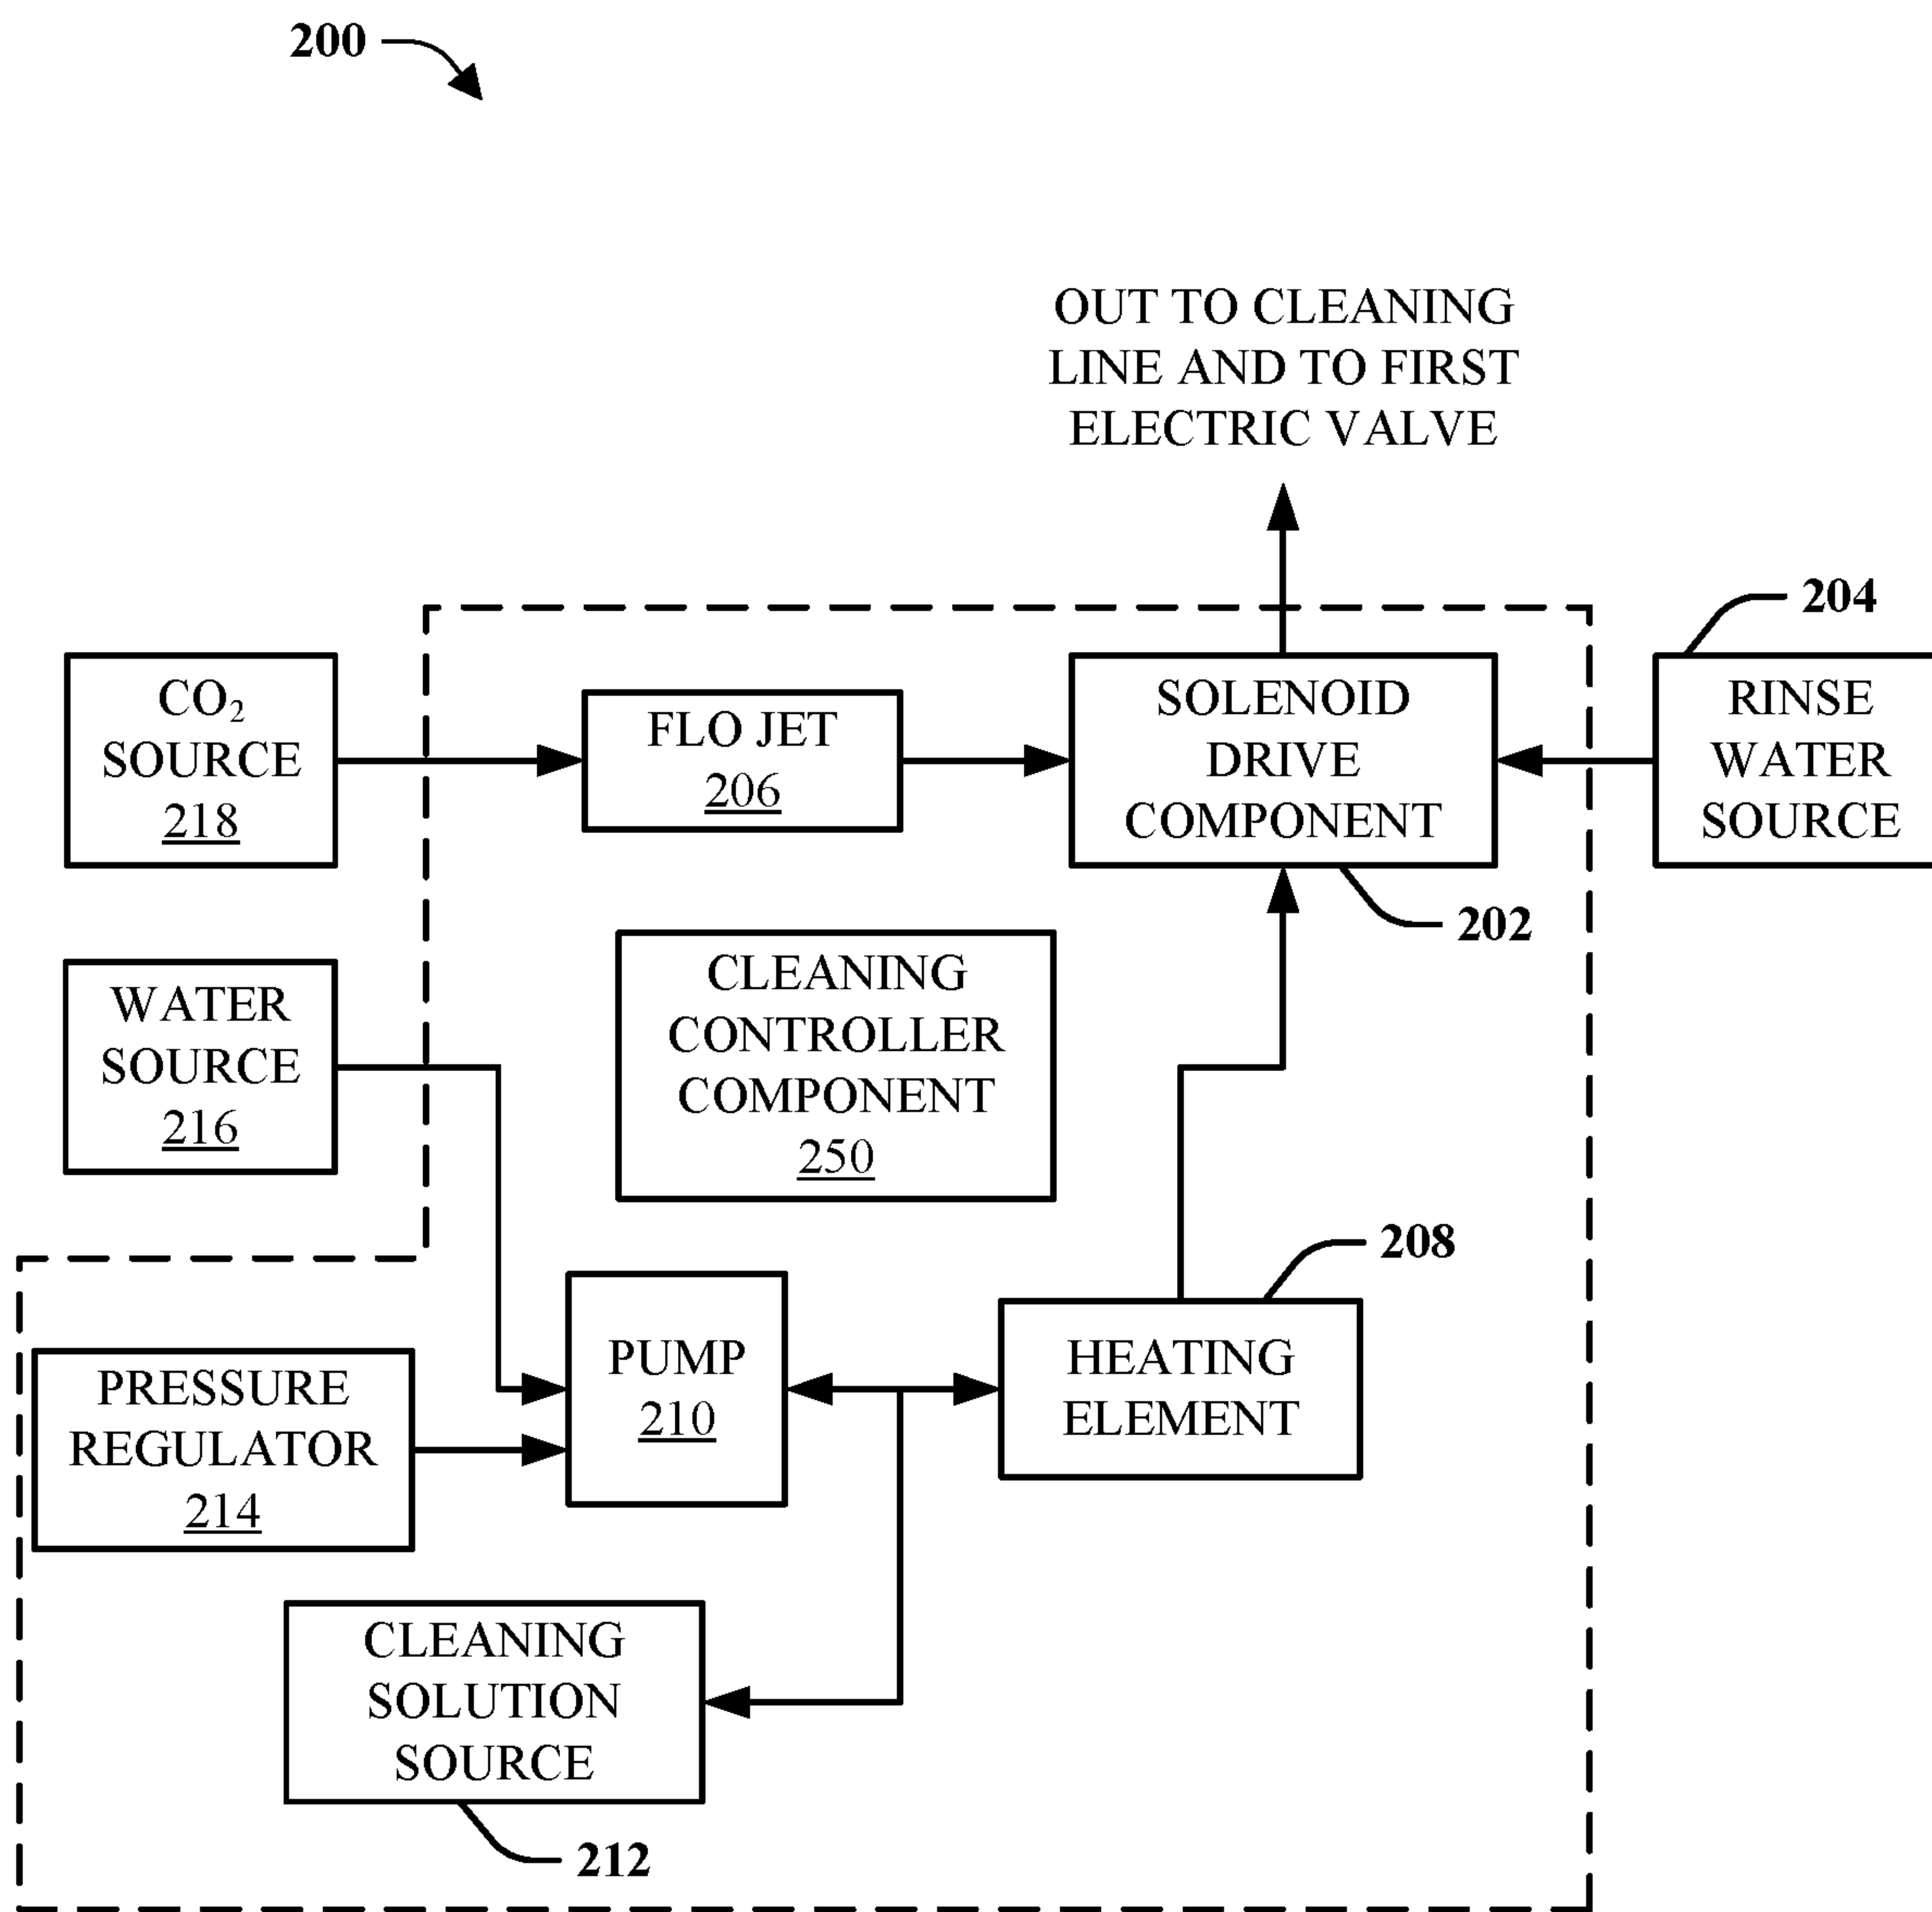 200
OUT TO CLEANING
LINE AND TO FIRST
ELECTRIC VALVE
204
CO₂
SOURCE
218
FLO JET
206
SOLENOID
DRIVE
COMPONENT
202
RINSE
WATER
SOURCE
WATER
SOURCE
216
CLEANING
CONTROLLER
COMPONENT
250
208
PRESSURE
REGULATOR
214
PUMP
210
HEATING
ELEMENT
CLEANING
SOLUTION
SOURCE
212